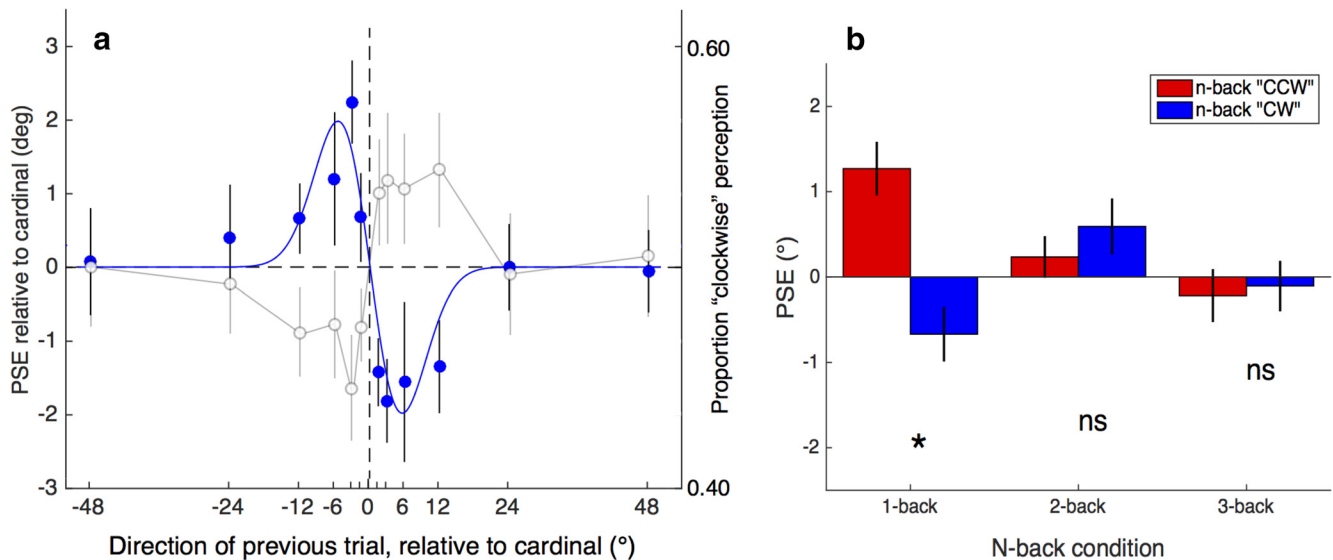 a
PSE relative to cardinal (deg)
3
2
1
0
-1
-2
-3
-48
-24
-12
-6
0
6
12
24
48
Direction of previous trial, relative to cardinal (°)
0.60
0.40
Proportion “clockwise” perception
b
n-back "CCW"
n-back "CW"
PSE (°)
2
1
0
-1
-2
*
ns
ns
1-back
2-back
3-back
N-back condition